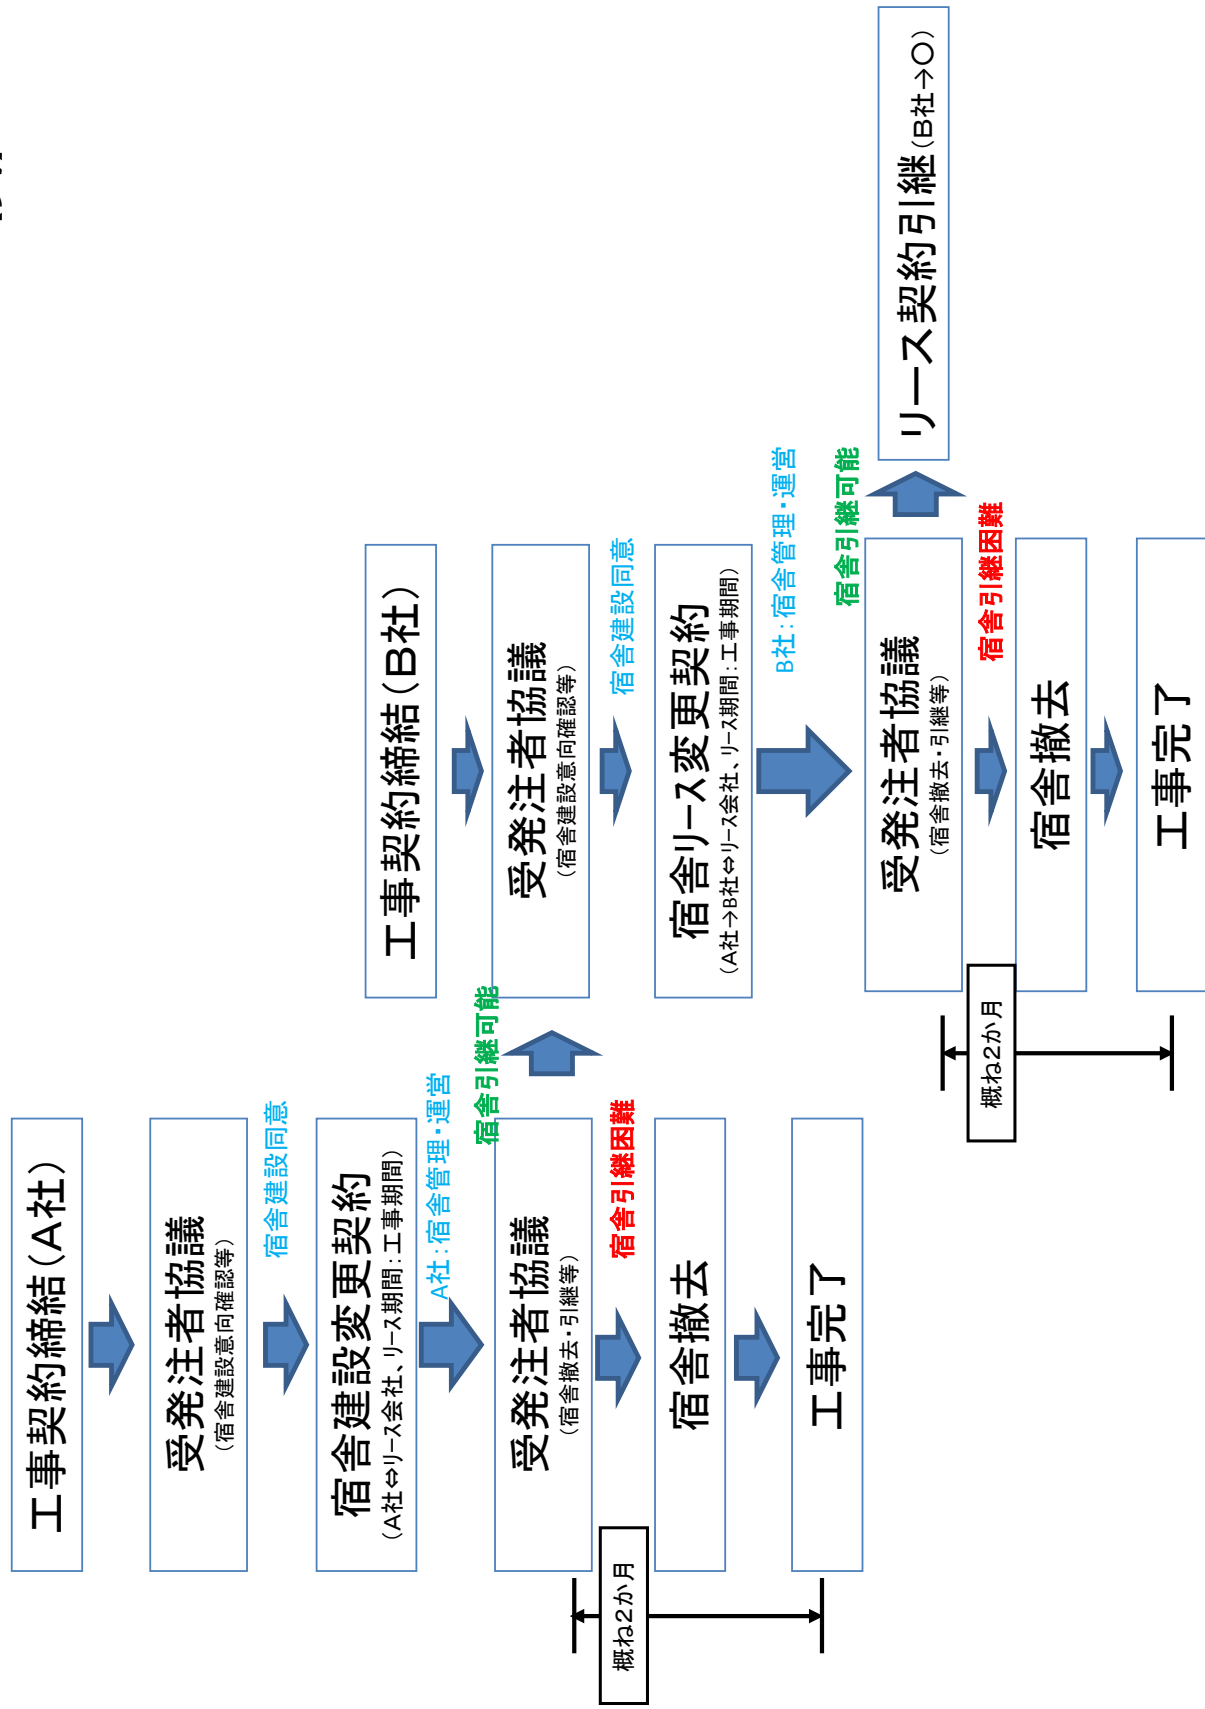 工事契約締結(A社)
受発注者協議
(宿舎建設意向確認等)
宿舎建設同意
宿舎建設変更契約
(A社⇔リース会社、リース期間:工事期間)
A社:宿舎管理・運営
宿舎引継可能
受発注者協議
(宿舎撤去・引継等)
宿舎引継困難
宿舎撤去
工事完了
概ね2か月
工事契約締結(B社)
受発注者協議
(宿舎建設意向確認等)
宿舎建設同意
宿舎リース変更契約
(A社→B社⇔リース会社、リース期間:工事期間)
B社:宿舎管理・運営
宿舎引継可能
受発注者協議
(宿舎撤去・引継等)
宿舎引継困難
宿舎撤去
工事完了
概ね2か月
リース契約引継(B社→○)